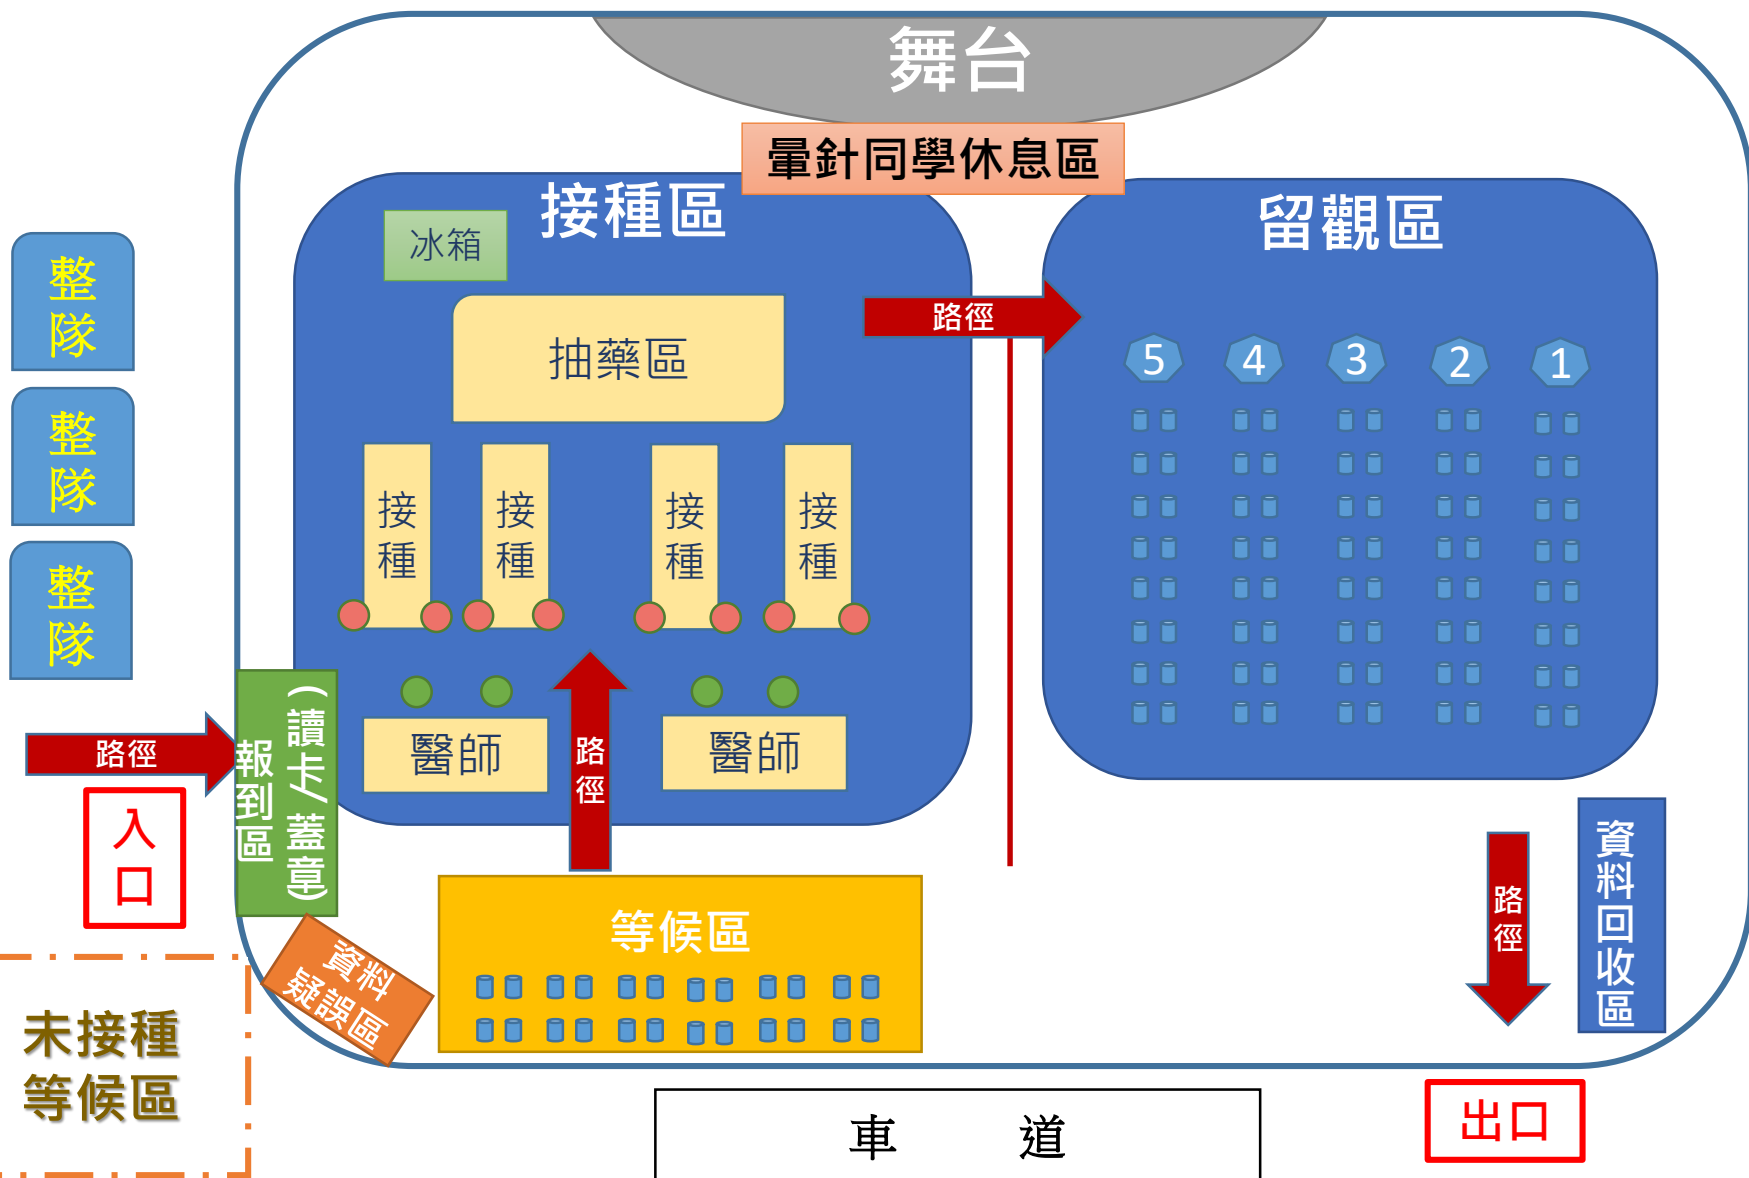 舞台
暈針同學休息區
接種區
留觀區
冰箱
整隊
路徑
抽藥區
5
4
3
2
1
整隊
接種
接種
接種
接種
整隊
報到區
(讀卡/蓋章)
路徑
醫師
路徑
醫師
入口
資料回收區
路徑
等候區
資料
疑誤區
未接種
等候區
車 道
出口